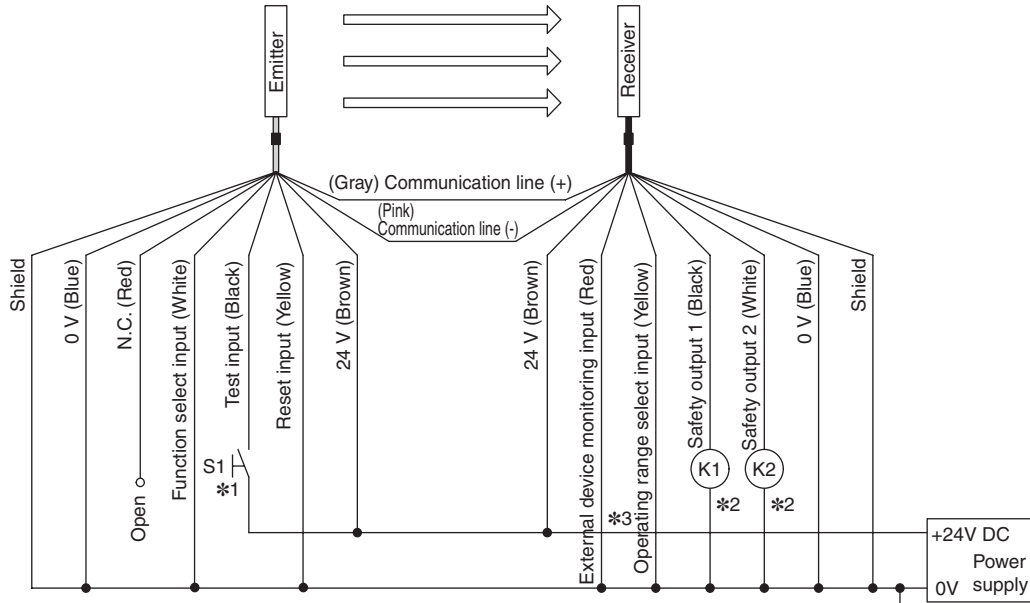 Emitter
Receiver
(Gray) Communication line (+)
(Pink)
Communication line (-)
Shield
0 V (Blue)
N.C. (Red)
Function select input (White)
Test input (Black)
Reset input (Yellow)
24 V (Brown)
24 V (Brown)
External device monitoring input (Red)
Operating range select input (Yellow)
Safety output 1 (Black)
Safety output 2 (White)
0 V (Blue)
Shield
Open
S1
*1
K1
*2
K2
*2
*3
+24V DC
Power
supply
0V